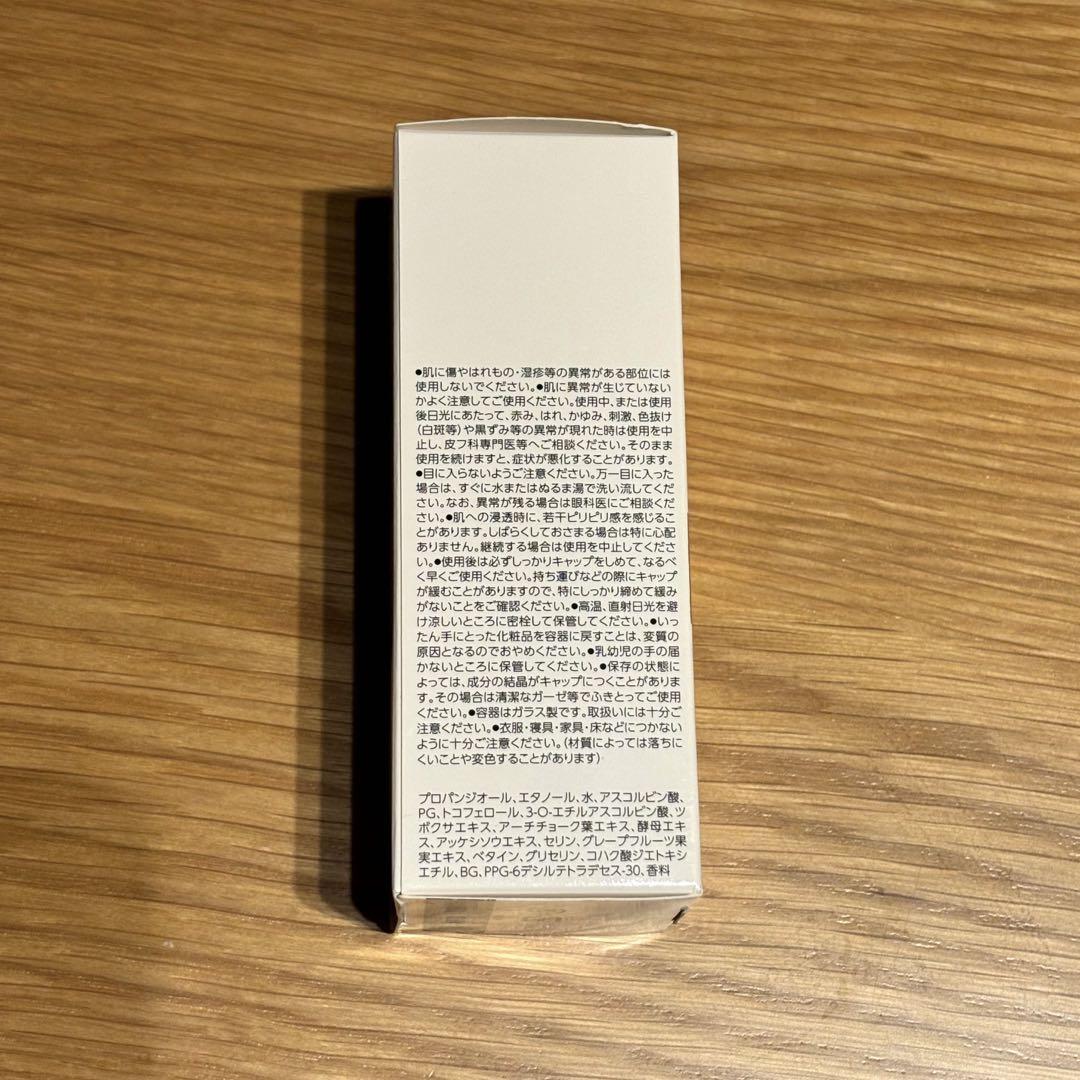 ●肌に傷やはれもの・湿疹等の異常がある部位には
使用しないでください。●肌に異常が生じていない
かよく注意してご使用ください。使用中、または使用
後日光にあたって、赤み、はれ、かゆみ、刺激、色抜け
(白斑等)や黒ずみ等の異常が現れた時は使用を中
止し、皮フ科専門医等へご相談ください。そのまま
使用を続けますと、症状が悪化することがあります。
●目に入らないようご注意ください。万一目に入った
場合は、すぐに水またはぬるま湯で洗い流してくだ
さい。なお、異常が残る場合は眼科医にご相談くだ
さい。●肌への浸透時に、若干ピリピリ感を感じるこ
とがあります。しばらくしておさまる場合は特に心配
ありません。継続する場合は使用を中止してくださ
い。●使用後は必ずしっかりキャップをしめて、なるべ
く早くご使用ください。持ち運びなどの際にキャップ
が緩むことがありますので、特にしっかり締めて緩み
がないことをご確認ください。●高温、直射日光を避
け涼しいところに密栓して保管してください。●いっ
たん手にとった化粧品を容器に戻すことは、変質の
原因となるのでおやめください。●乳幼児の手の届
かないところに保管してください。●保存の状態に
よっては、成分の結晶がキャップにつくことがありま
す。その場合は清潔なガーゼ等でふきとってご使用
ください。●容器はガラス製です。取扱いには十分ご
注意ください。●衣服・寝具・家具・床などにつかない
ように十分ご注意ください。(材質によっては落ちに
くいことや変色することがあります)
プロパンジオール、エタノール、水、アスコルビン酸、
PG、トコフェロール、3-O-エチルアスコルビン酸、ツ
ボクサエキス、アーチチョーク葉エキス、酵母エキ
ス、アッケシソウエキス、セリン、グレープフルーツ果
実エキス、ベタイン、グリセリン、コハク酸ジエトキシ
エチル、BG、PPG-6デシルテトラデセス-30、香料